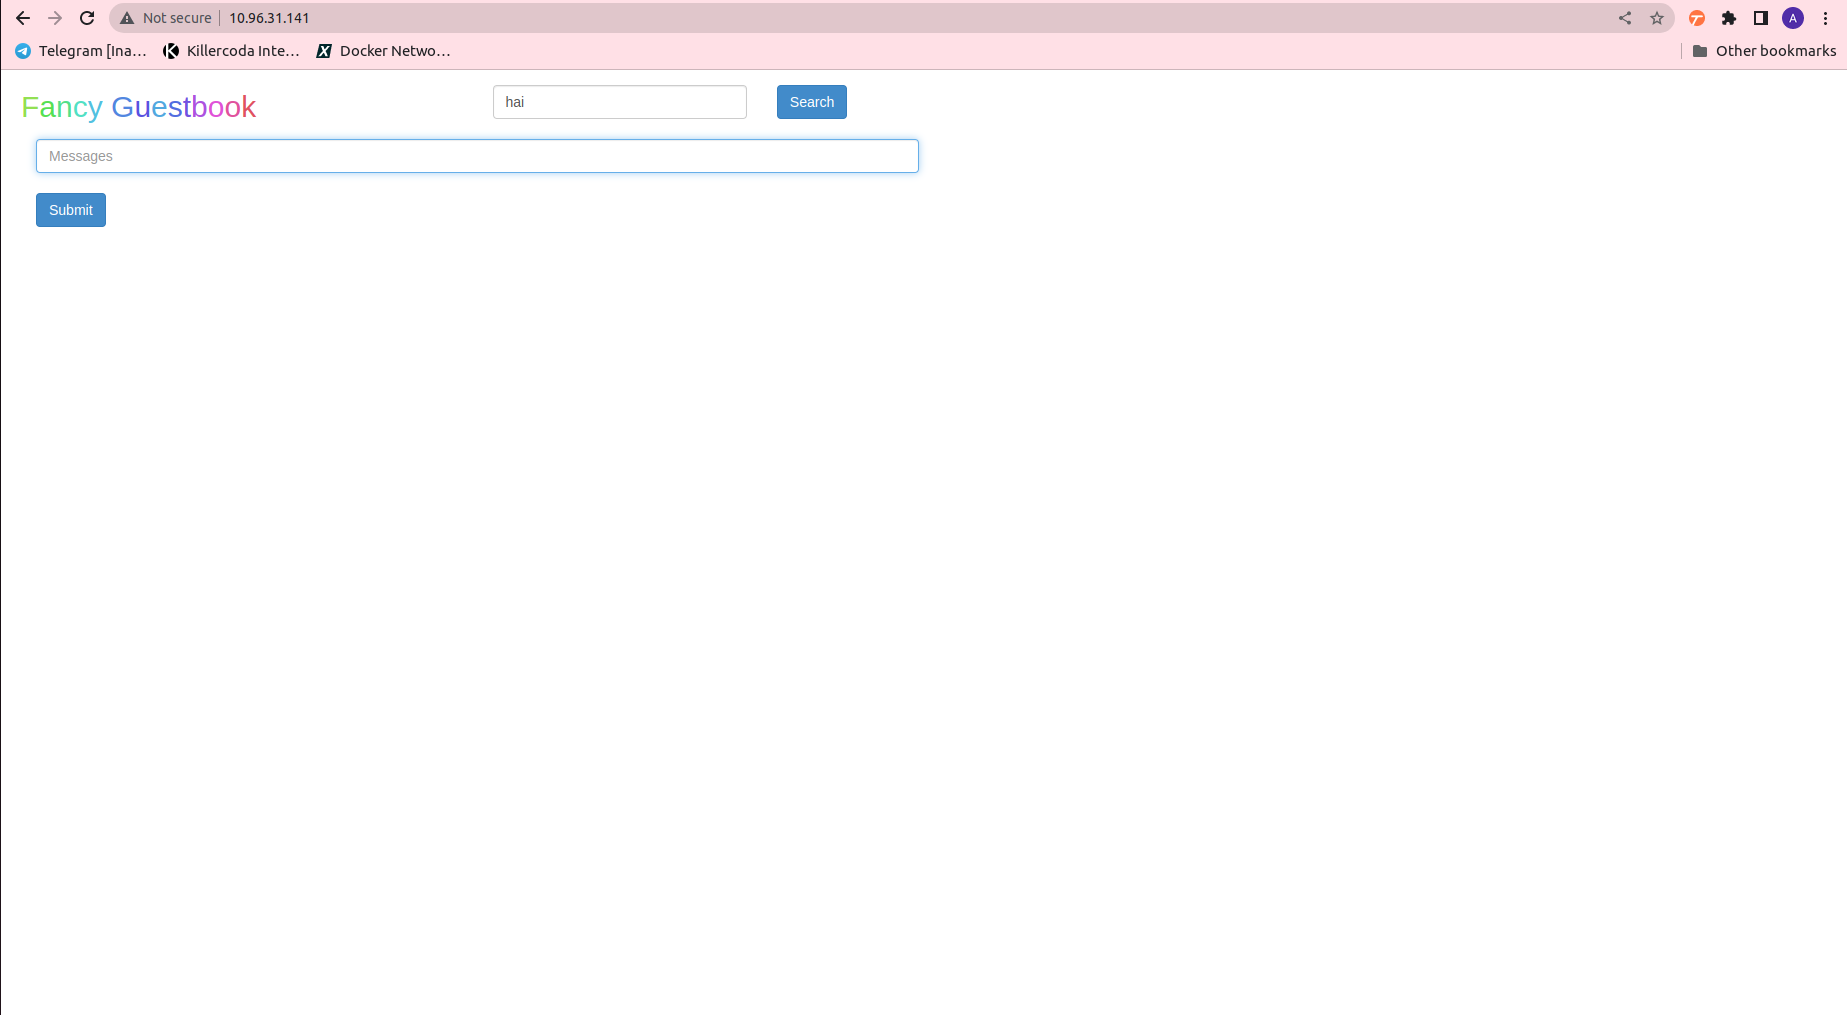 Not secure 10.96.31.141
Telegram [Ina... Killercoda Inte... Docker Netwo... Other bookmarks
A
Fancy Guestbook hai Search
Messages
Submit